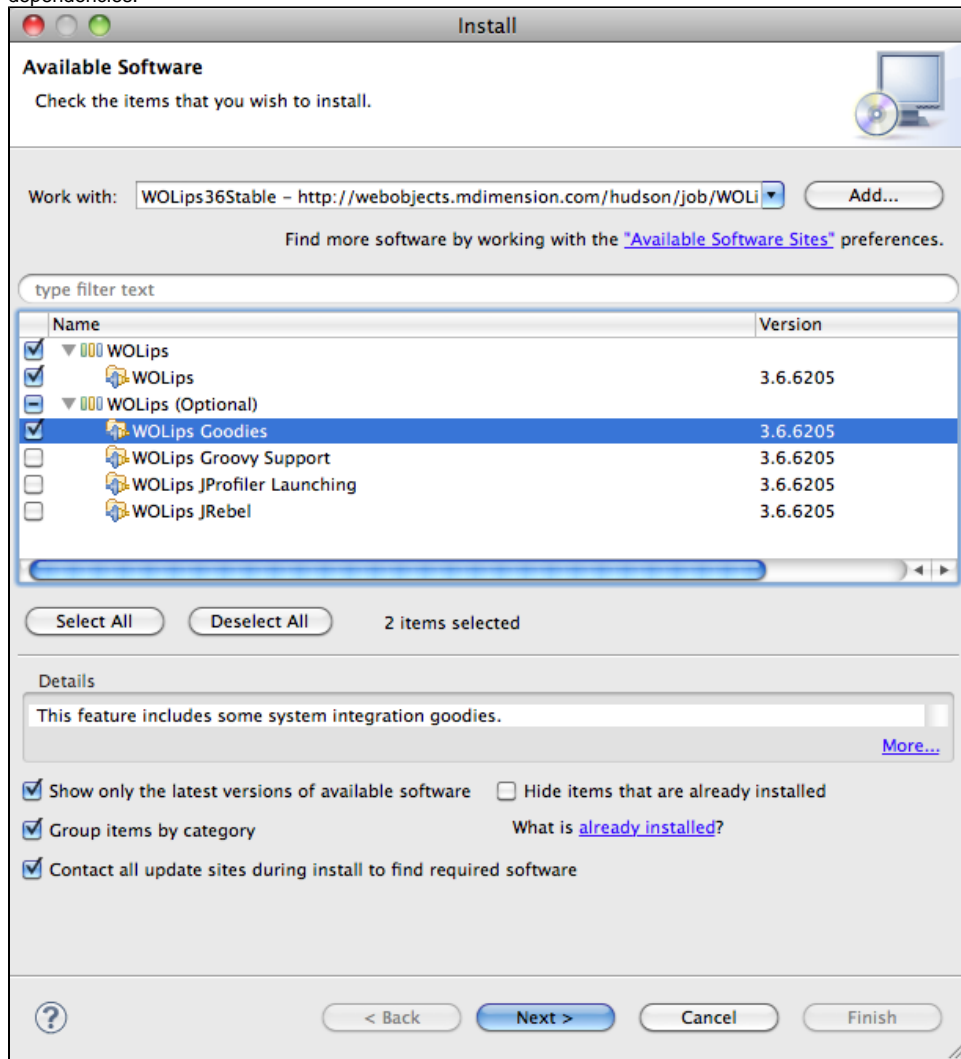 dependencies.
Install
Available Software
Check the items that you wish to install.
Work with: WOLips36Stable – http://webobjects.mdimension.com/hudson/job/WOLi Add...
Find more software by working with the "Available Software Sites" preferences.
type filter text
Name Version
WOLips
WOLips 3.6.6205
WOLips (Optional)
WOLips Goodies 3.6.6205
WOLips Groovy Support 3.6.6205
WOLips JProfiler Launching 3.6.6205
WOLips JRebel 3.6.6205
Select All Deselect All 2 items selected
Details
This feature includes some system integration goodies.
More...
Show only the latest versions of available software Hide items that are already installed
Group items by category What is already installed?
Contact all update sites during install to find required software
? < Back Next > Cancel Finish